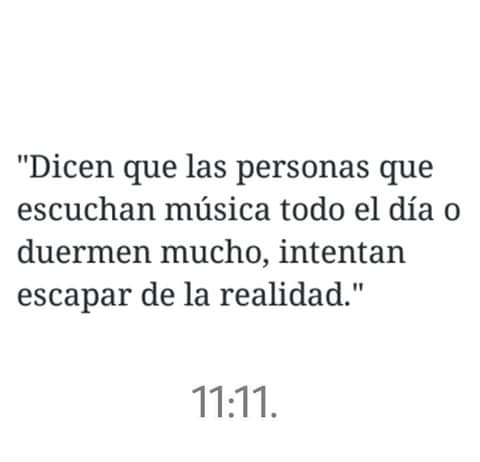 "Dicen que las personas que
escuchan música todo el día o
duermen mucho, intentan
escapar de la realidad."
11:11.